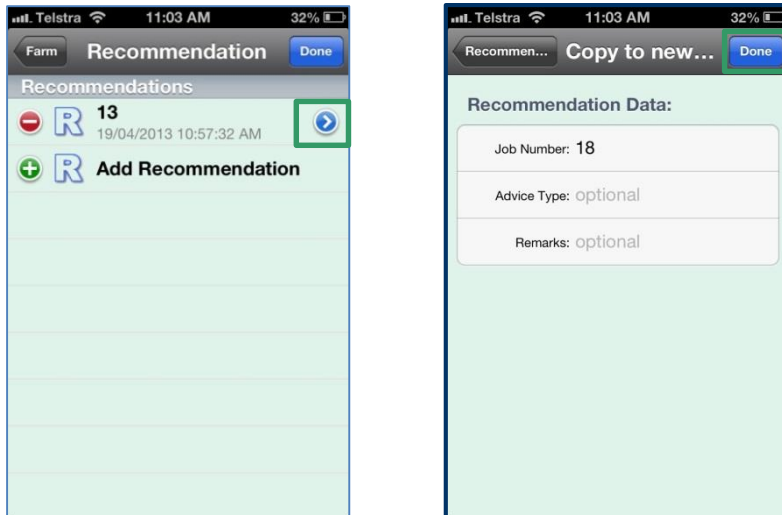 Telstra 11:03 AM 32%
Farm Recommendation Done
Recommendations
R 13
19/04/2013 10:57:32 AM
R Add Recommendation
Telstra 11:03 AM 32%
Recommen... Copy to new... Done
Recommendation Data:
Job Number: 18
Advice Type: optional
Remarks: optional